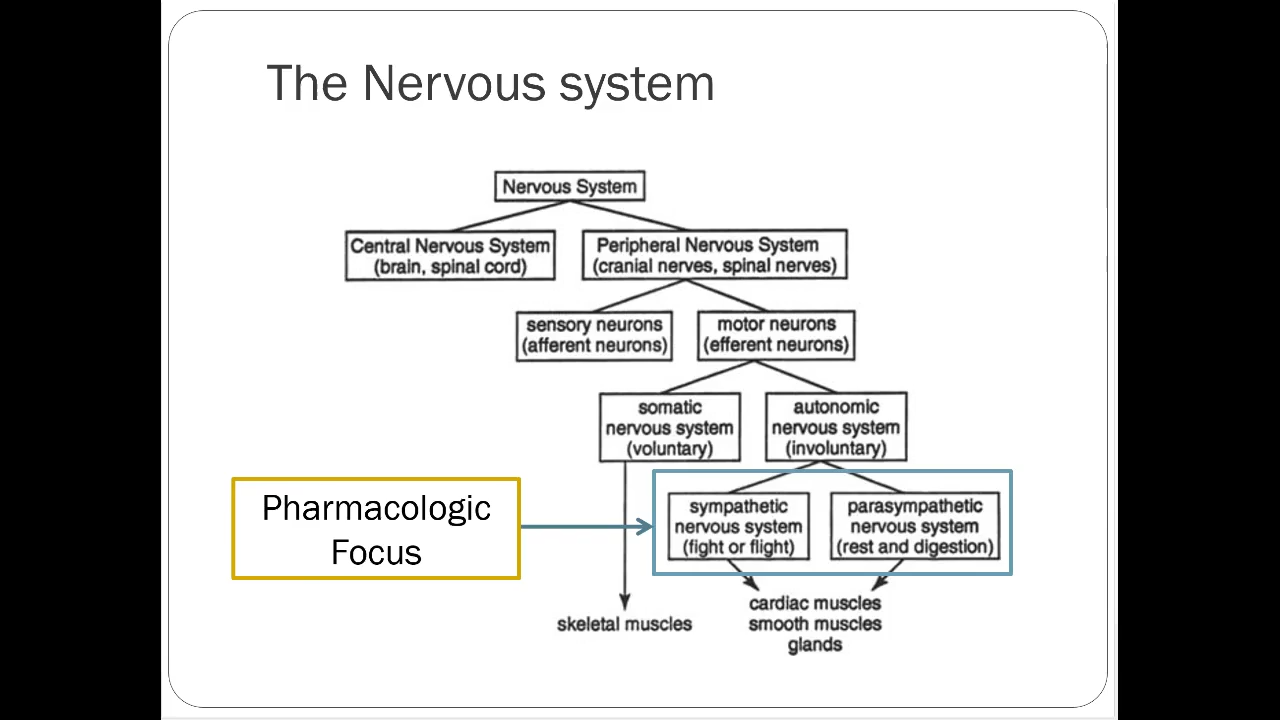 The Nervous system
Nervous System
Central Nervous System
(brain, spinal cord)
Peripheral Nervous System
(cranial nerves, spinal nerves)
sensory neurons
(afferent neurons)
motor neurons
(efferent neurons)
somatic
nervous system
(voluntary)
autonomic
nervous system
(involuntary)
Pharmacologic
Focus
sympathetic
nervous system
(fight or flight)
parasympathetic
nervous system
(rest and digestion)
skeletal muscles
cardiac muscles
smooth muscles
glands